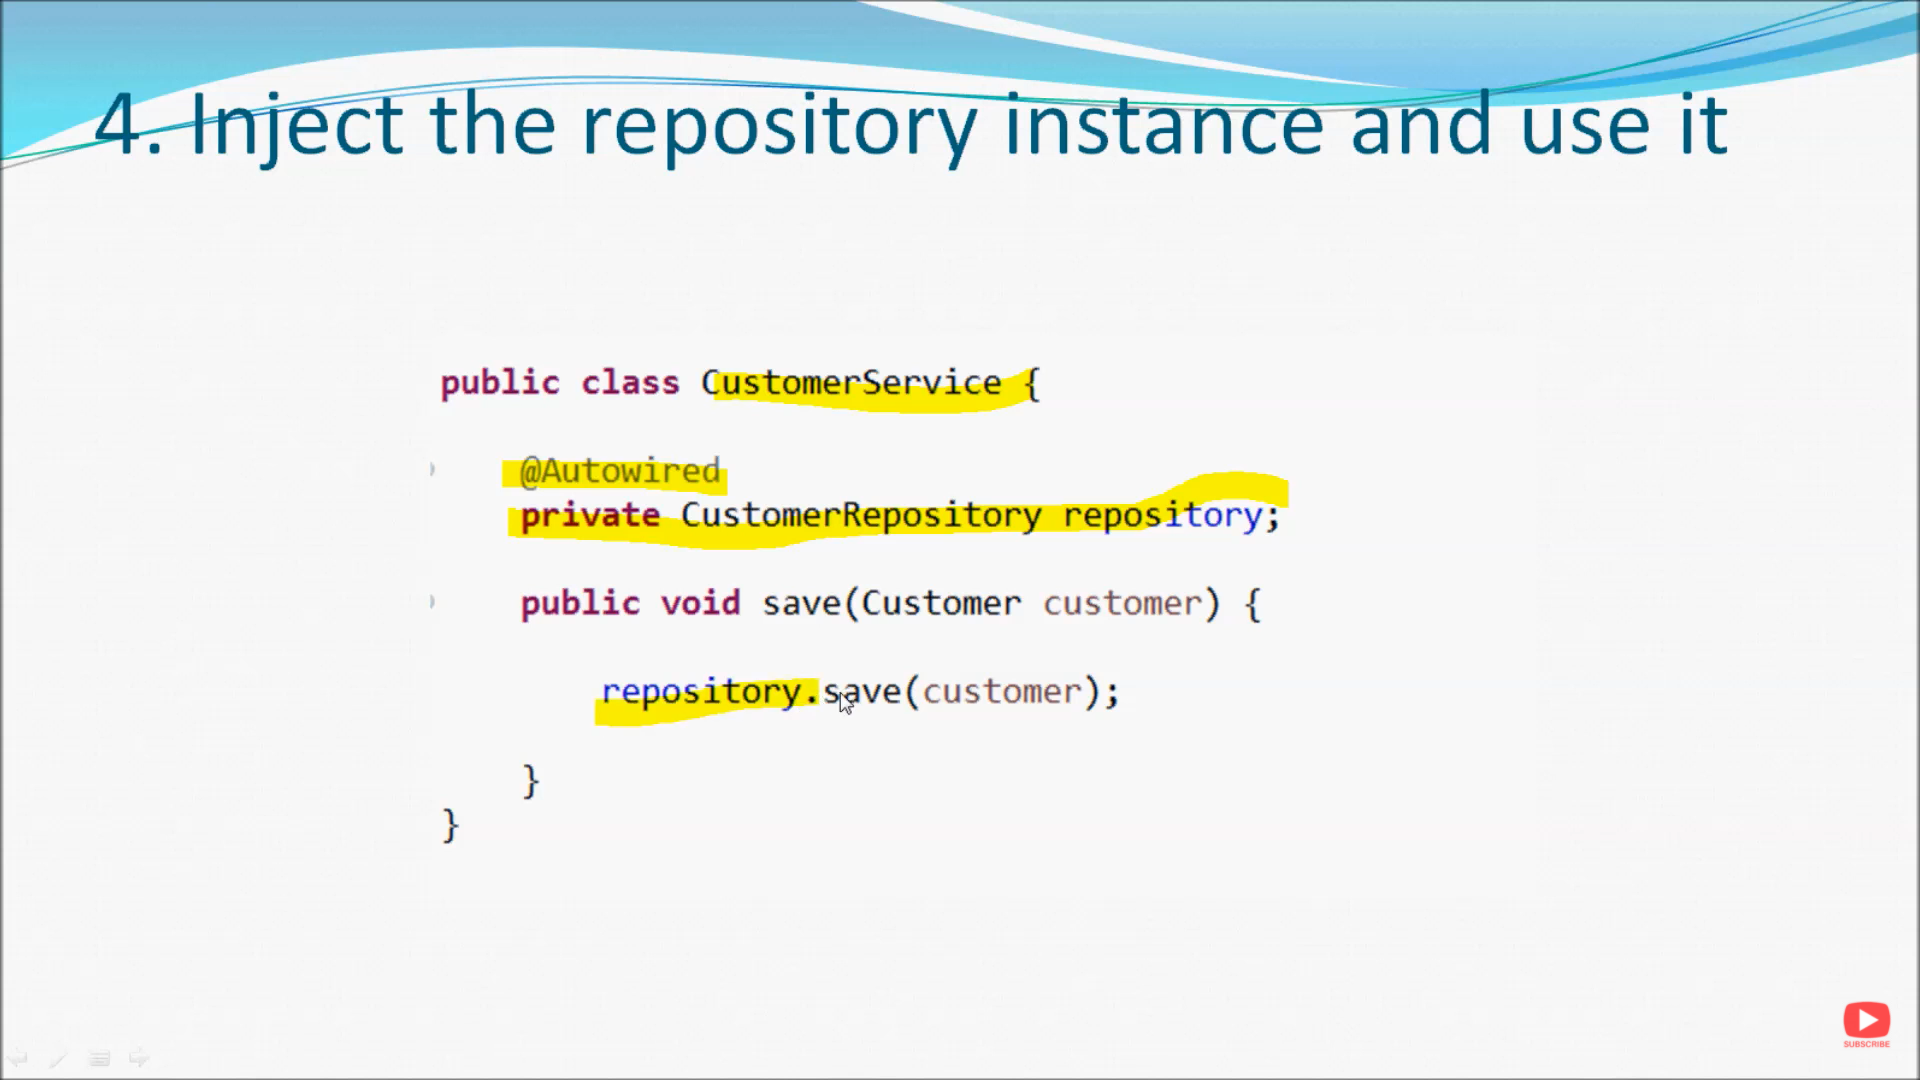 4. Inject the repository instance and use it
public class CustomerService {
@Autowired
private CustomerRepository repository;
public void save(Customer customer) {
repository.save(customer);
}
}
SUBSCRIBE